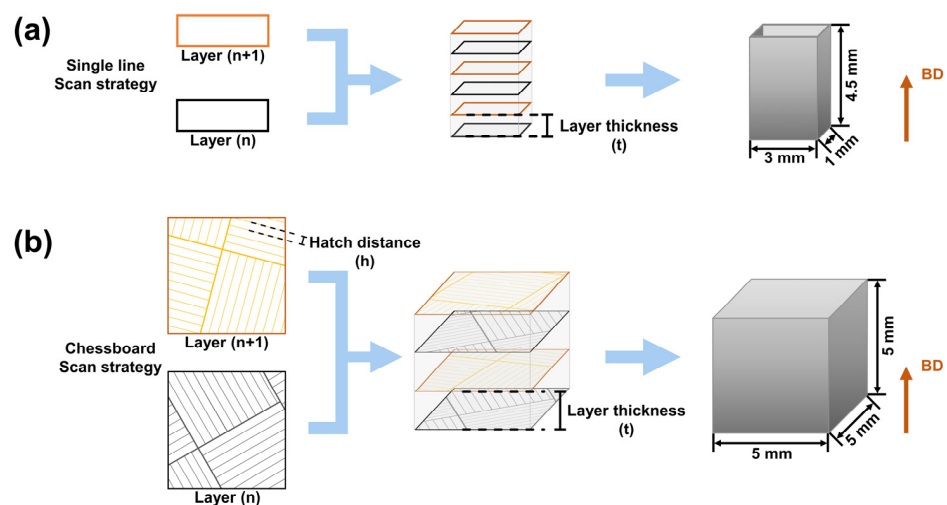 (a)
Single line
Scan strategy
Layer (n+1)
Layer (n)
Layer thickness
(t)
4.5 mm
3 mm
1 mm
BD
(b)
Chessboard
Scan strategy
Hatch distance
(h)
Layer (n+1)
Layer (n)
Layer thickness
(t)
5 mm
5 mm
5 mm
BD